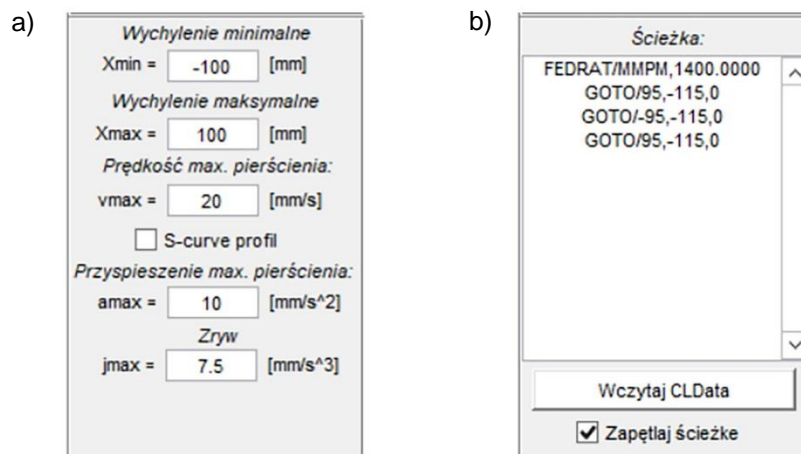 a)
Wychylenie minimalne
Xmin = -100 [mm]
Wychylenie maksymalne
Xmax = 100 [mm]
Prędkość max. pierścienia:
vmax = 20 [mm/s]
S-curve profil
Przyspieszenie max. pierścienia:
amax = 10 [mm/s^2]
Zryw
jmax = 7.5 [mm/s^3]
b)
Ścieżka:
FEDRAT/MMPM,1400.0000
GOTO/95,-115,0
GOTO/-95,-115,0
GOTO/95,-115,0
Wczytaj CLData
Zapętlaj ścieżke